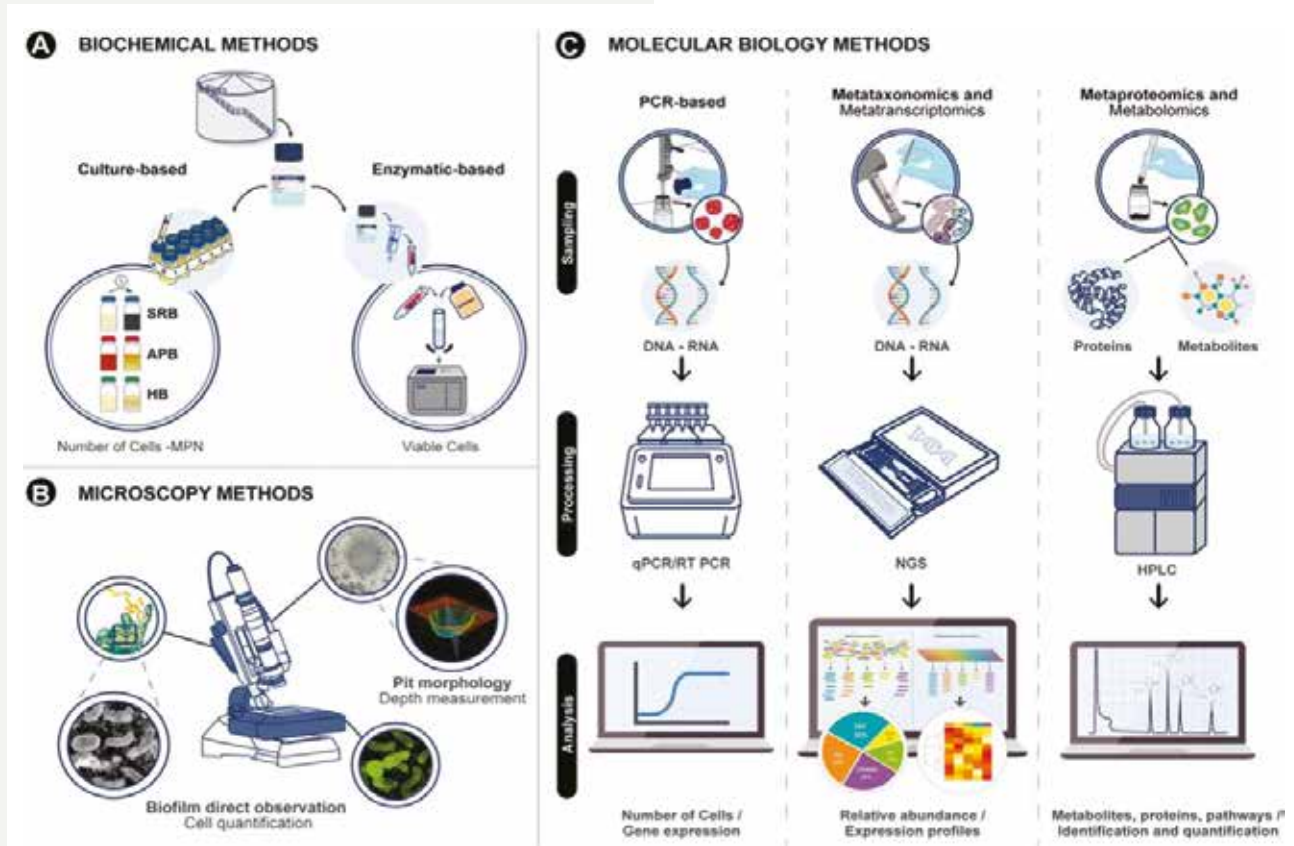 A BIOCHEMICAL METHODS
Culture-based
Enzymatic-based
SRB
APB
HB
Number of Cells -MPN
Viable Cells
B MICROSCOPY METHODS
Pit morphology
Depth measurement
Biofilm direct observation
Cell quantification
C MOLECULAR BIOLOGY METHODS
Sampling
Processing
Analysis
PCR-based
DNA - RNA
qPCR/RT PCR
Number of Cells /
Gene expression
Metataxonomics and
Metatranscriptomics
DNA - RNA
NGS
Relative abundance /
Expression profiles
Metaproteomics and
Metabolomics
Proteins
Metabolites
HPLC
Metabolites, proteins, pathways /
Identification and quantification